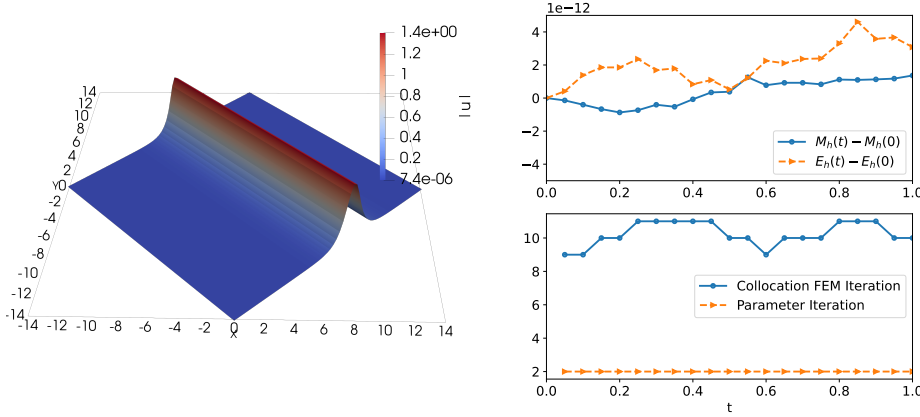 1.4e+00
1.2
1
0.8
0.6
0.4
0.2
7.4e-06
|u|
14
12
10
8
6
4
2
Y0
-2
-4
-6
-8
-10
-12
-14
-14 -12 -10 -8 -6 -4 -2 0 2 4 6 8 10 12 14
X
1e−12
4
2
0
−2
−4
M_h(t) − M_h(0)
E_h(t) − E_h(0)
0.0 0.2 0.4 0.6 0.8 1.0
10
8
6
4
2
Collocation FEM Iteration
Parameter Iteration
0.0 0.2 0.4 0.6 0.8 1.0
t